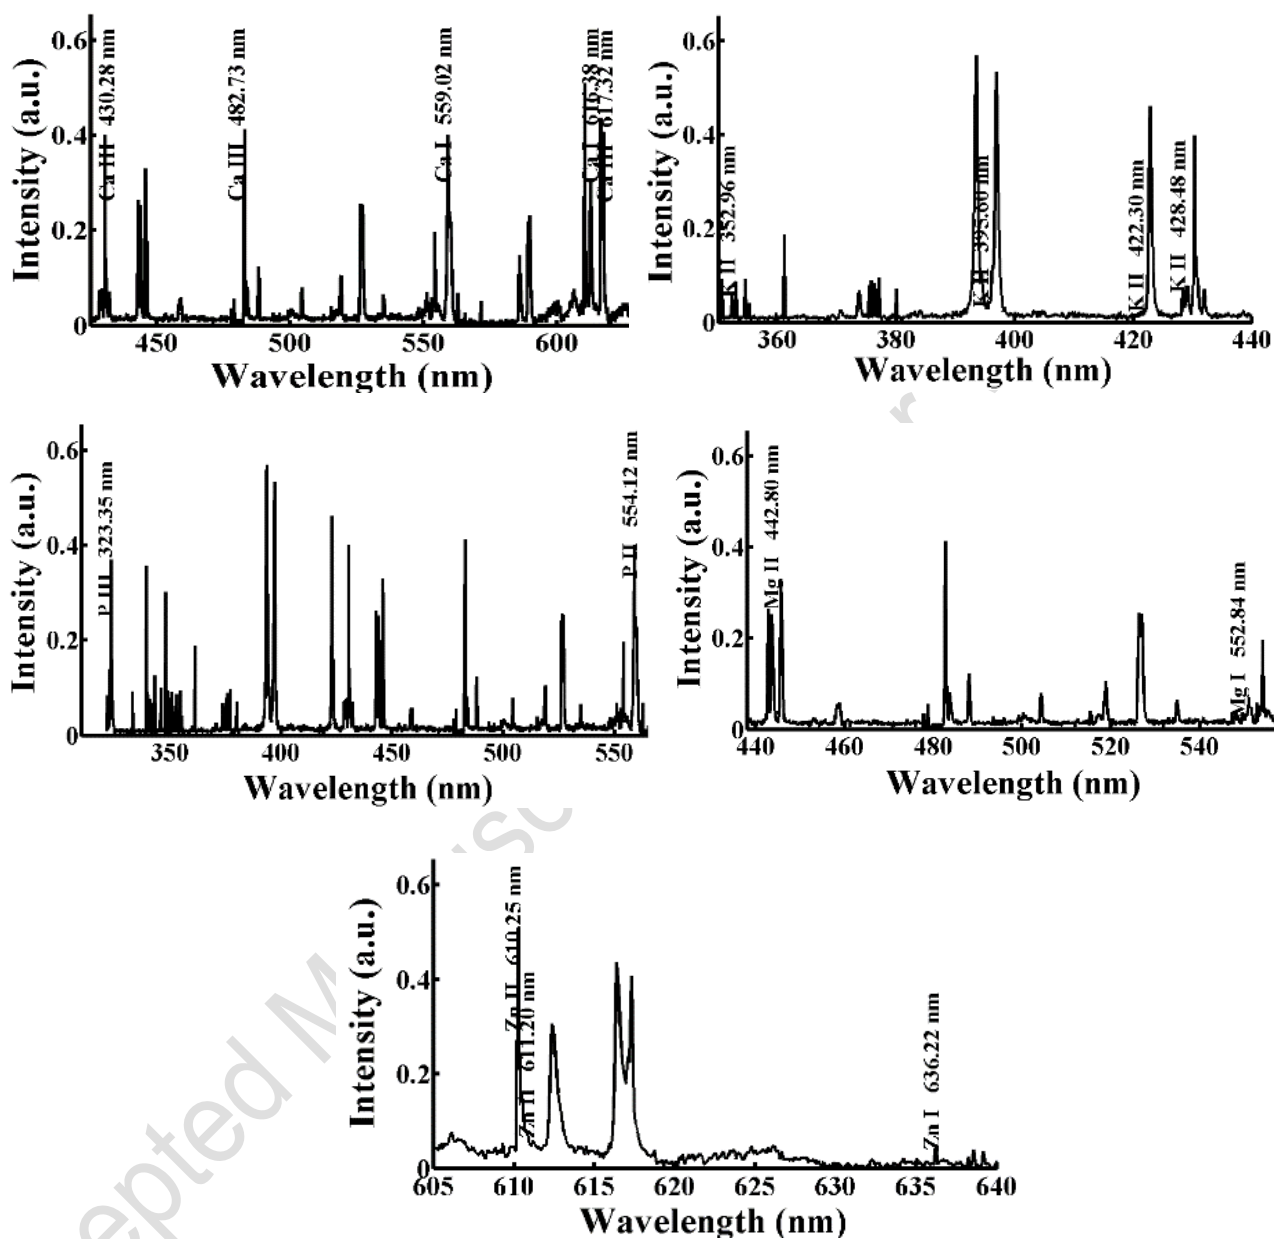 Intensity (a.u.)
0.6
0.4
0.2
0
Ca III 430.28 nm
Ca III 482.73 nm
Ca I 559.02 nm
Ca I 616.38 nm
Ca III 617.32 nm
450 500 550 600
Wavelength (nm)
Intensity (a.u.)
0.6
0.4
0.2
0
K II 352.96 nm
K II 395.60 nm
K II 422.30 nm
K II 428.48 nm
360 380 400 420 440
Wavelength (nm)
Intensity (a.u.)
0.6
0.4
0.2
0
P III 323.35 nm
P II 554.12 nm
350 400 450 500 550
Wavelength (nm)
Intensity (a.u.)
0.6
0.4
0.2
0
Mg II 442.80 nm
Mg I 552.84 nm
440 460 480 500 520 540
Wavelength (nm)
Intensity (a.u.)
0.6
0.4
0.2
0
Zn II 610.25 nm
Zn II 611.20 nm
Zn I 636.22 nm
605 610 615 620 625 630 635 640
Wavelength (nm)